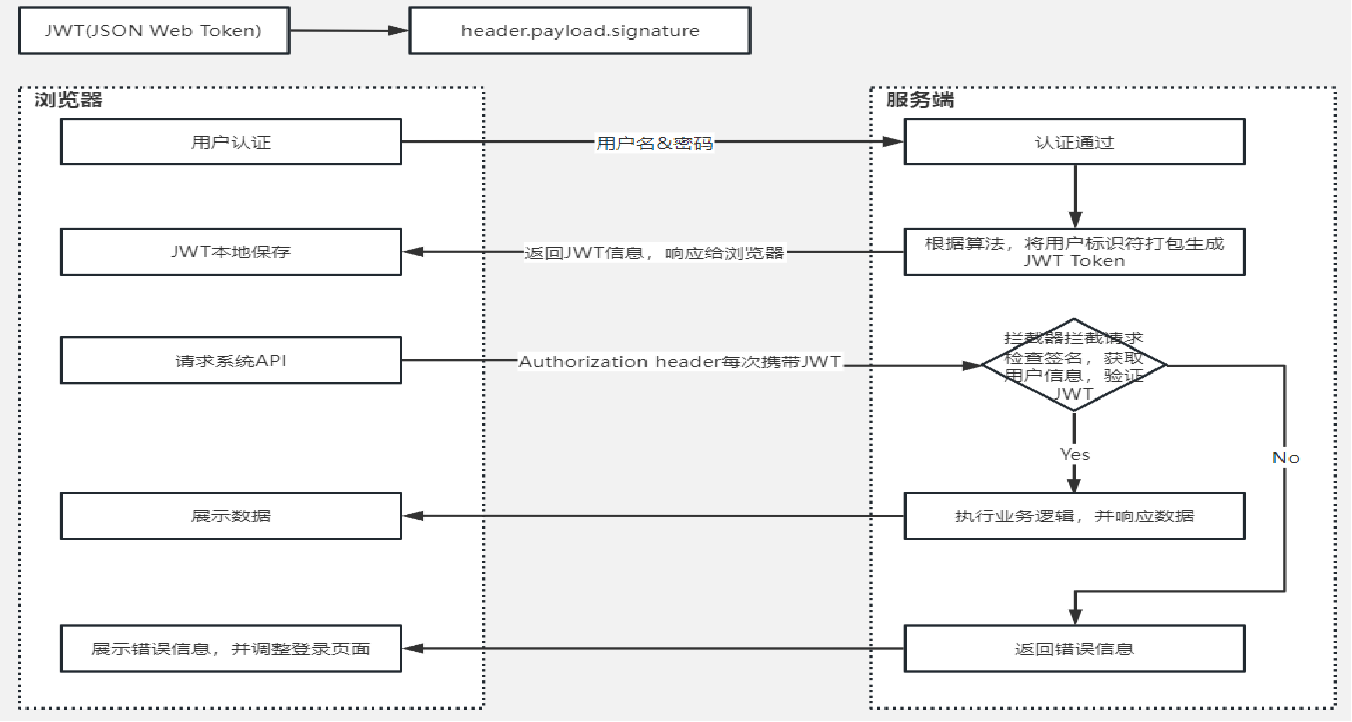 JWT(JSON Web Token)
header.payload.signature
浏览器
服务端
用户认证
用户名&密码
认证通过
JWT本地保存
返回JWT信息，响应给浏览器
根据算法，将用户标识符打包生成
JWT Token
请求系统API
Authorization header每次携带JWT
拦截器拦截请求
检查签名，获取
用户信息，验证
JWT
Yes
No
展示数据
执行业务逻辑，并响应数据
展示错误信息，并调整登录页面
返回错误信息